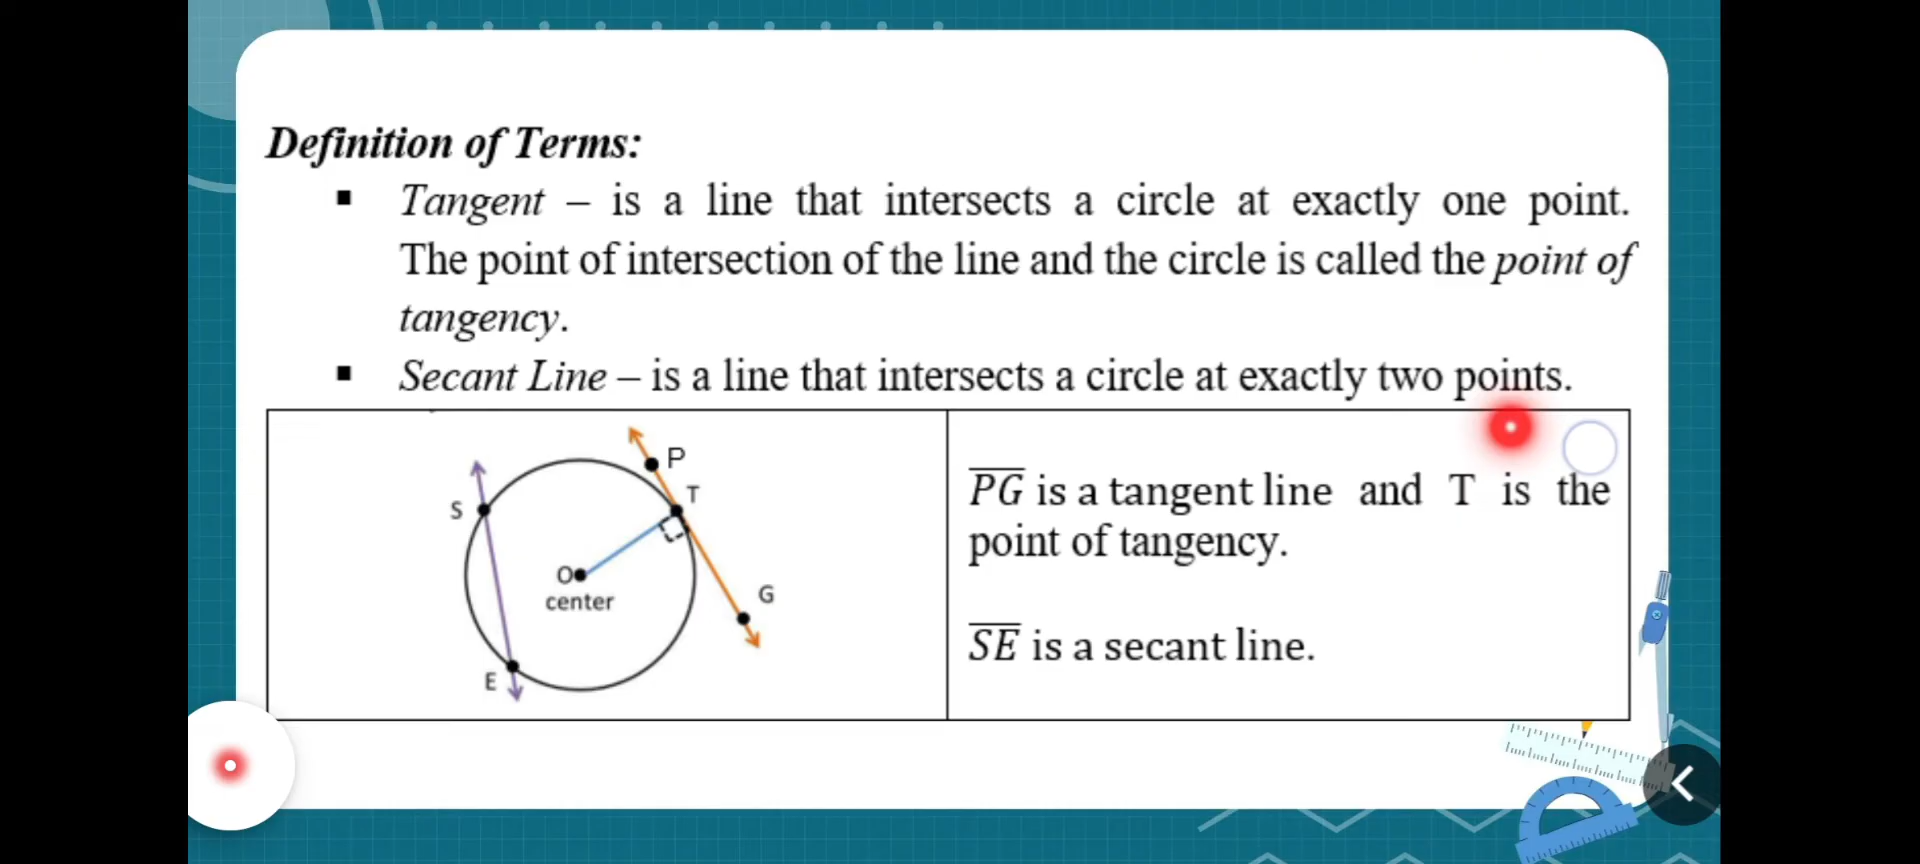 Definition of Terms:
▪ Tangent – is a line that intersects a circle at exactly one point.
The point of intersection of the line and the circle is called the point of
tangency.
▪ Secant Line – is a line that intersects a circle at exactly two points.
P
T
S
O
center
G
E
P̅G̅ is a tangent line and T is the
point of tangency.
S̅E̅ is a secant line.